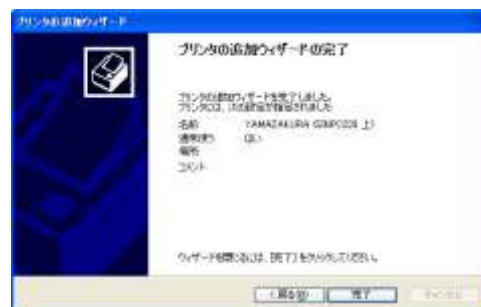 プリンタの追加ウィザード
プリンタの追加ウィザードの完了
プリンタの追加ウィザードを完了しました。
プリンタには、次の設定が指定されました
名前
通常使う
場所
コメント
ウィザードを閉じるには、[完了] をクリックしてください。
< 戻る(B)
完了
キャンセル